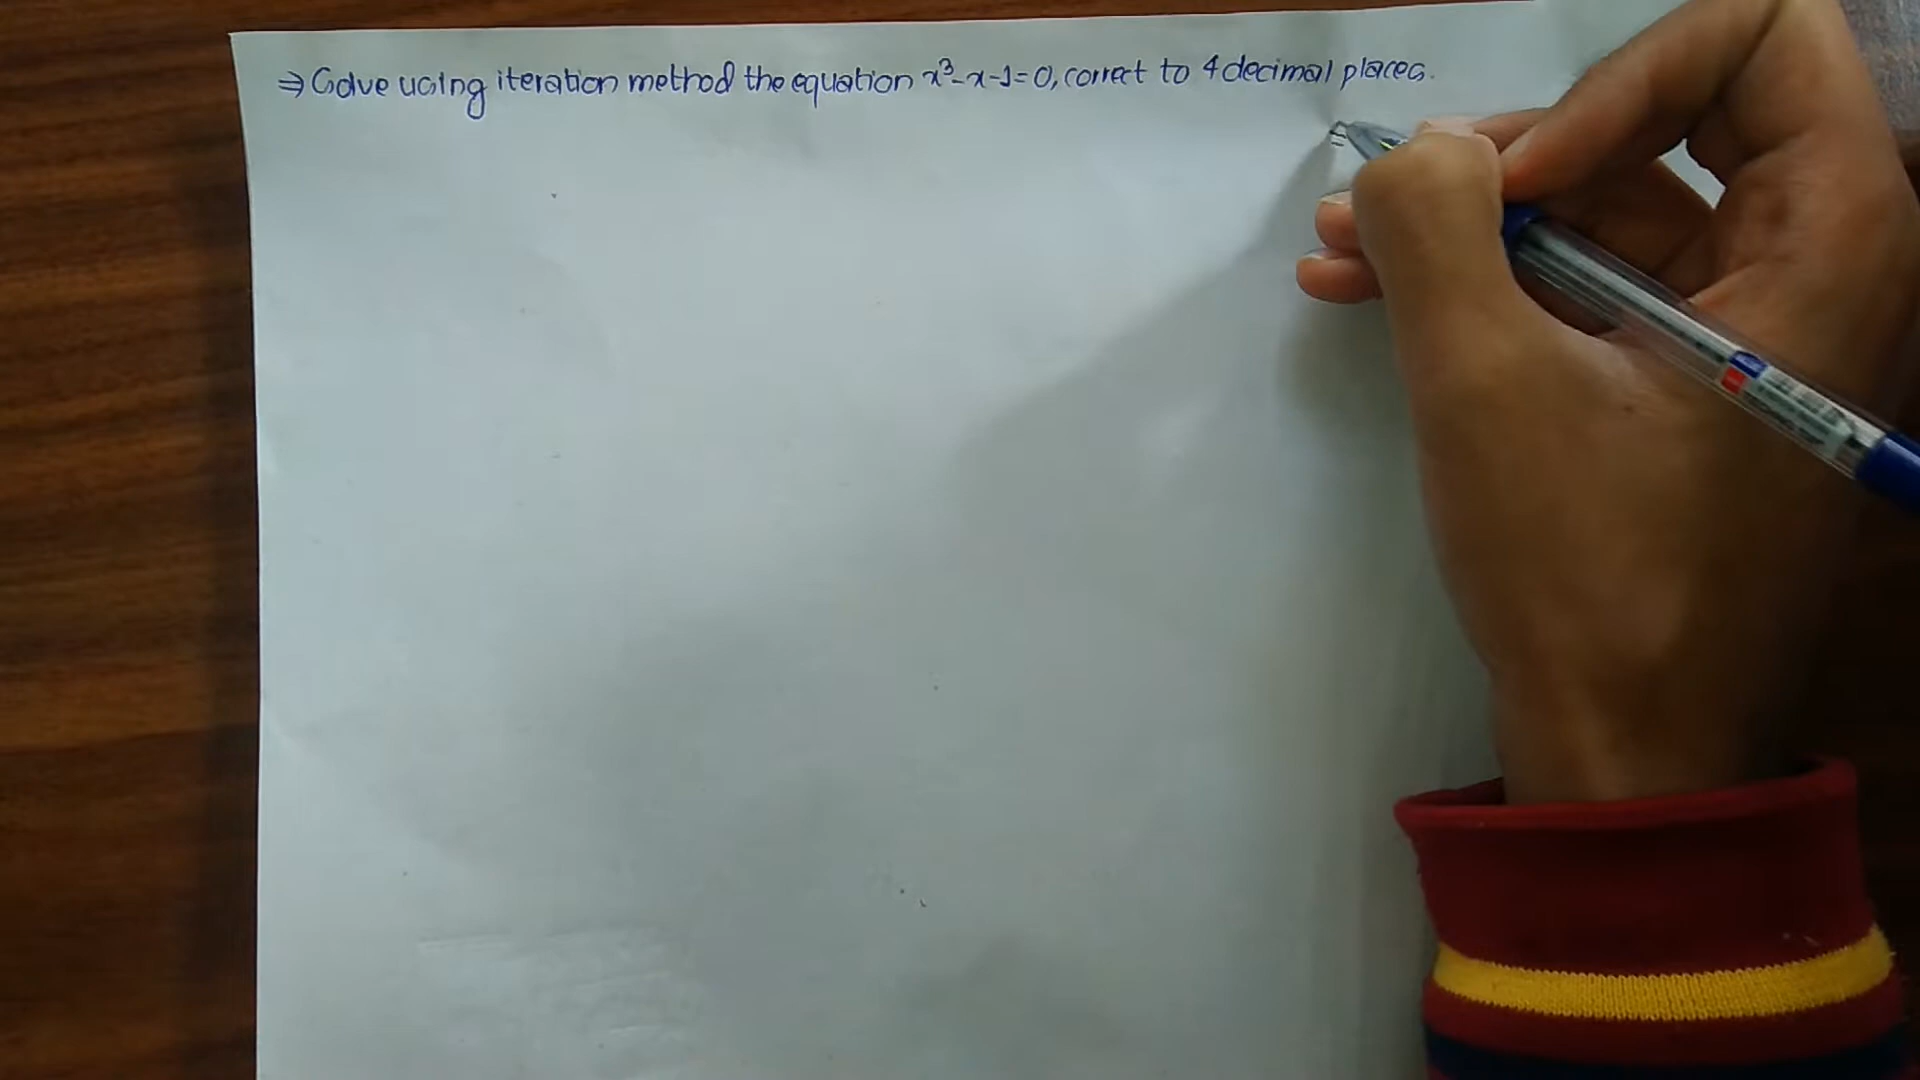 ⇒ Solve using iteration method the equation x³-x-1=0, correct to 4 decimal places.